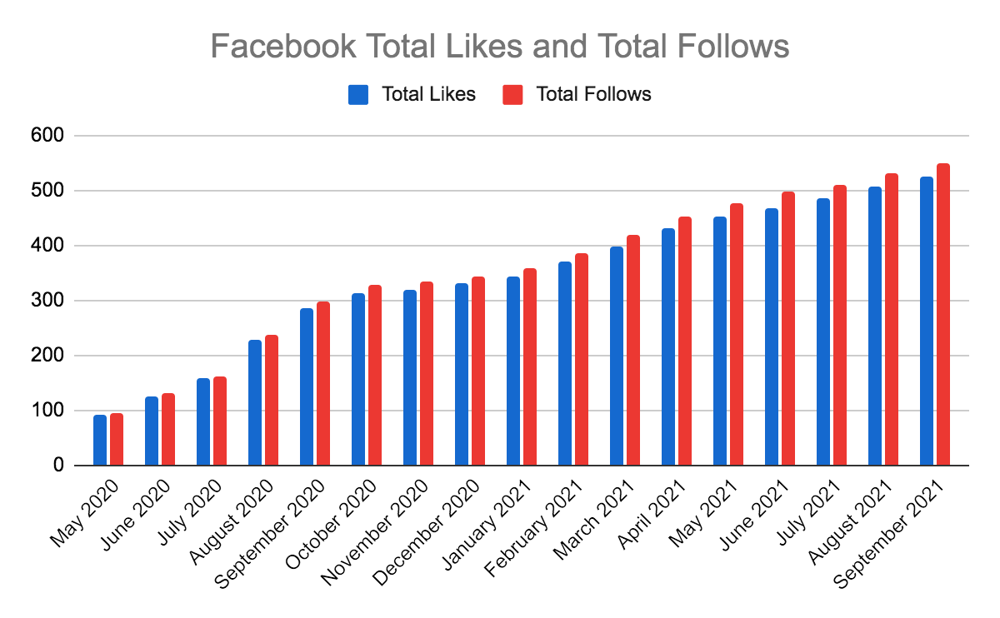 Facebook Total Likes and Total Follows
Total Likes
Total Follows
600
500
400
300
200
100
0
May 2020
June 2020
July 2020
August 2020
September 2020
October 2020
November 2020
December 2020
January 2021
February 2021
March 2021
April 2021
May 2021
June 2021
July 2021
August 2021
September 2021